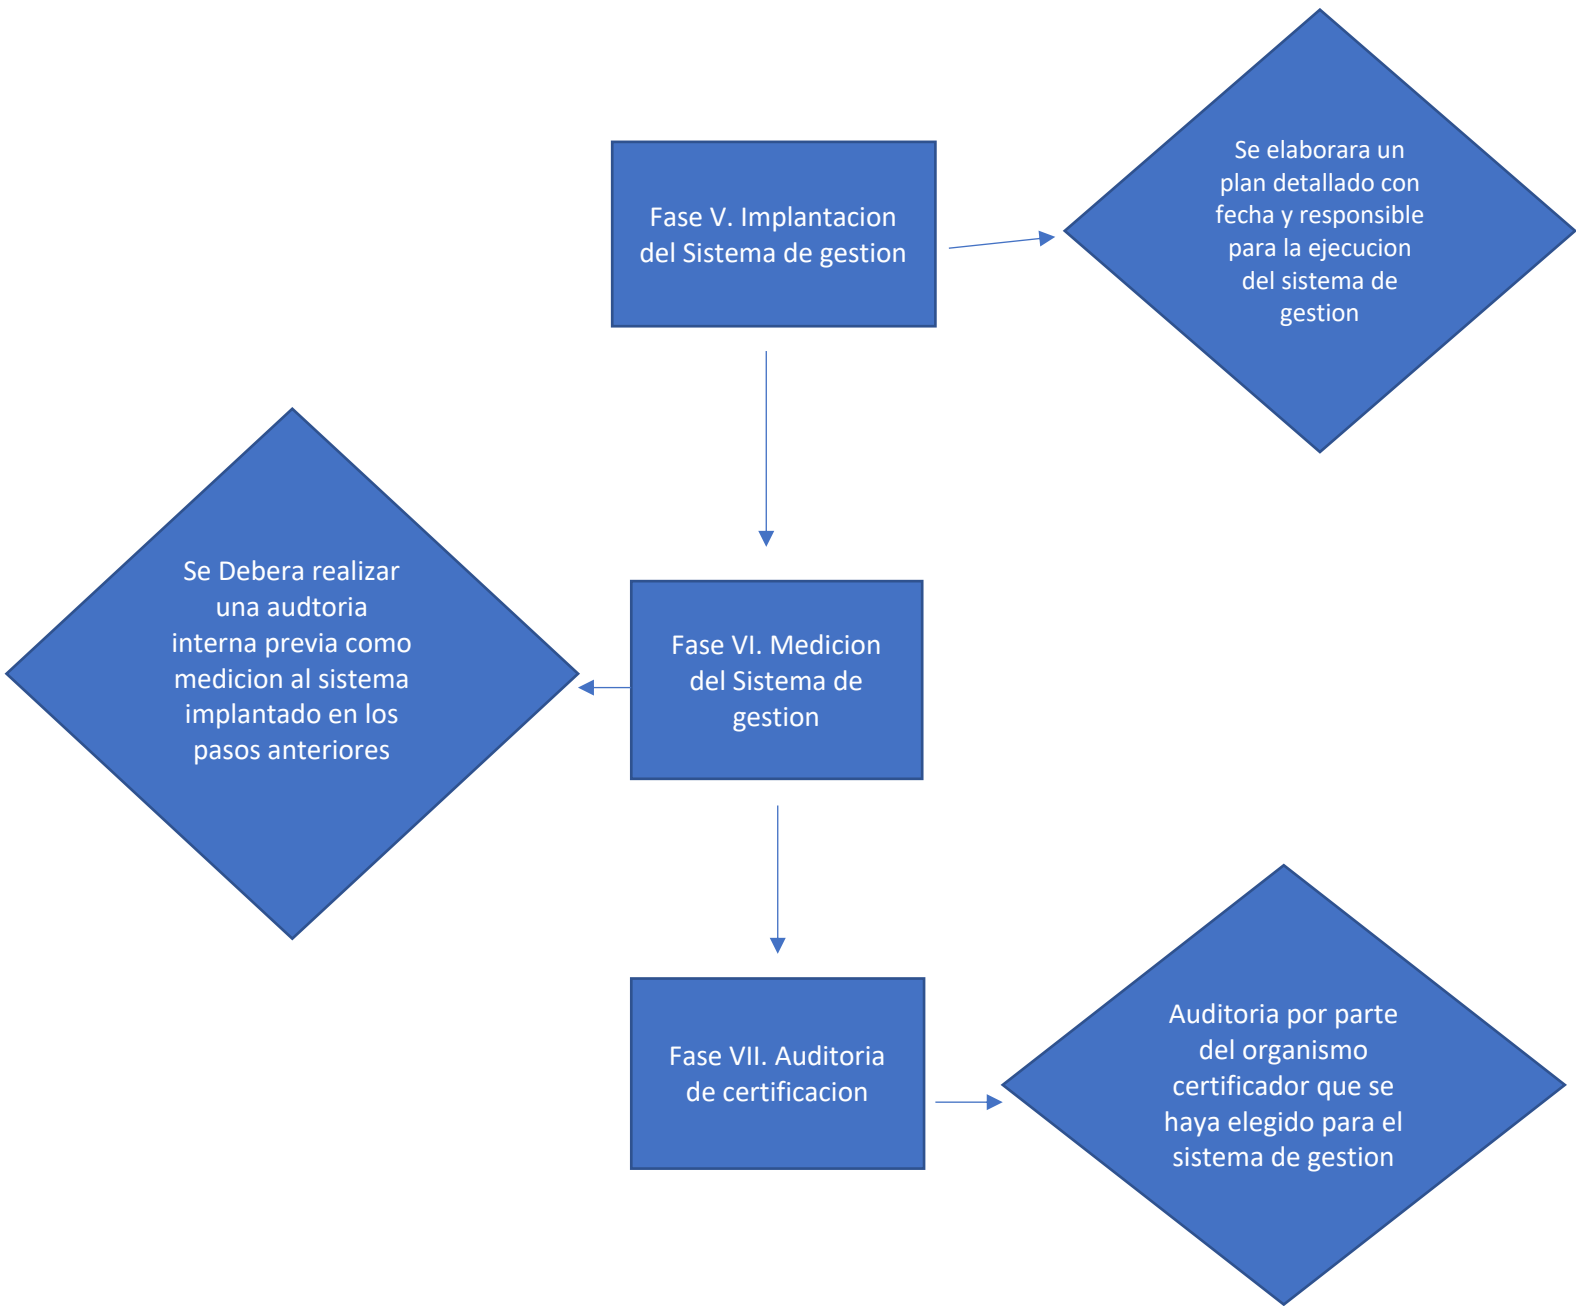 Fase V. Implantacion
del Sistema de gestion
Se elaborara un
plan detallado con
fecha y responsible
para la ejecucion
del sistema de
gestion
Se Debera realizar
una audtoria
interna previa como
medicion al sistema
implantado en los
pasos anteriores
Fase VI. Medicion
del Sistema de
gestion
Fase VII. Auditoria
de certificacion
Auditoria por parte
del organismo
certificador que se
haya elegido para el
sistema de gestion